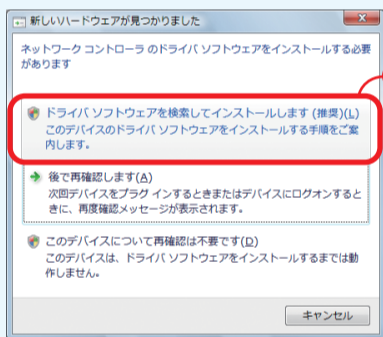 新しいハードウェアが見つかりました
ネットワーク コントローラ のドライバ ソフトウェアをインストールする必要
があります
ドライバ ソフトウェアを検索してインストールします (推奨)(L)
このデバイスのドライバ ソフトウェアをインストールする手順をご案
内します。
後で再確認します(A)
次回デバイスをプラグ インするときまたはデバイスにログオンすると
きに、再度確認メッセージが表示されます。
このデバイスについて再確認は不要です(D)
このデバイスは、ドライバ ソフトウェアをインストールするまでは動
作しません。
キャンセル